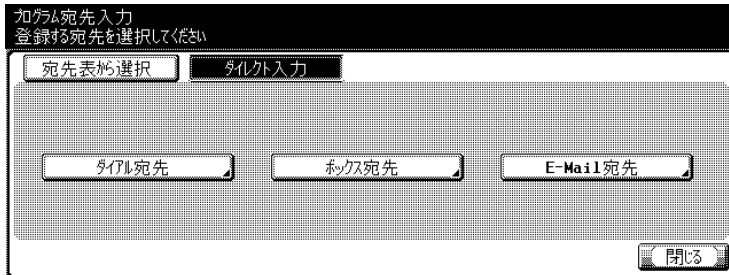 プログラム宛先入力
登録する宛先を選択してください
宛先表から選択 ダイレクト入力
ダイアル宛先 ボックス宛先 E-Mail宛先
閉じる